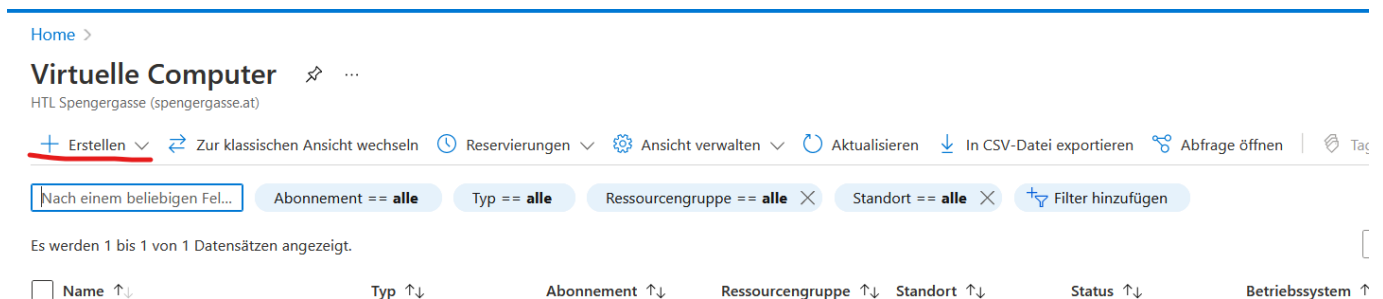 Home >
Virtuelle Computer ...
HTL Spengergasse (spengergasse.at)
+ Erstellen Zur klassischen Ansicht wechseln Reservierungen Ansicht verwalten Aktualisieren In CSV-Datei exportieren Abfrage öffnen
Nach einem beliebigen Fel... Abonnement == alle Typ == alle Ressourcengruppe == alle Standort == alle Filter hinzufügen
Es werden 1 bis 1 von 1 Datensätzen angezeigt.
Name ↑↓ Typ ↑↓ Abonnement ↑↓ Ressourcengruppe ↑↓ Standort ↑↓ Status ↑↓ Betriebssystem ↑